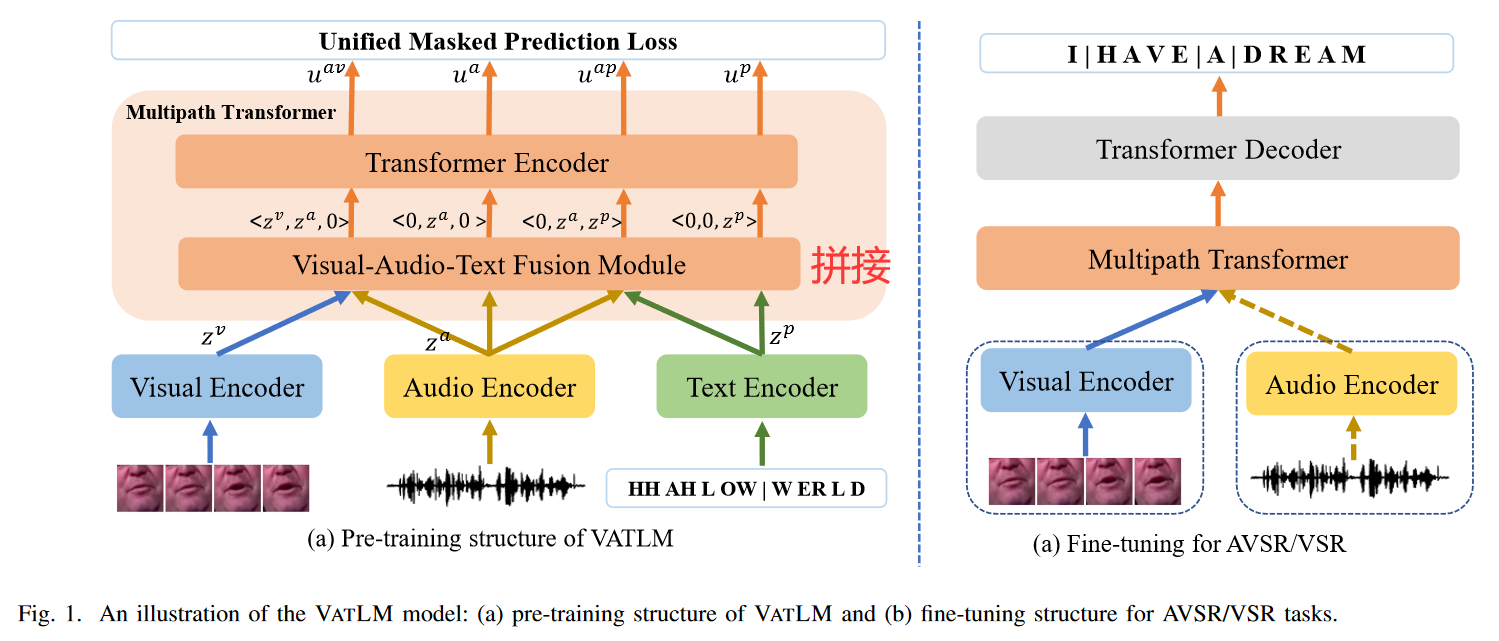 Unified Masked Prediction Loss
u^{av} u^{a} u^{ap} u^{p}
Multipath Transformer
Transformer Encoder
<z^{v}, z^{a}, 0> <0, z^{a}, 0 > <0, z^{a}, z^{p}> <0,0, z^{p}>
Visual-Audio-Text Fusion Module
拼接
z^{v} z^{a} z^{p}
Visual Encoder
Audio Encoder
Text Encoder
HH AH L OW | W ER L D
(a) Pre-training structure of VATLM
I | H A V E | A | D R E A M
Transformer Decoder
Multipath Transformer
Visual Encoder
Audio Encoder
(a) Fine-tuning for AVSR/VSR
Fig. 1. An illustration of the VATLM model: (a) pre-training structure of VATLM and (b) fine-tuning structure for AVSR/VSR tasks.